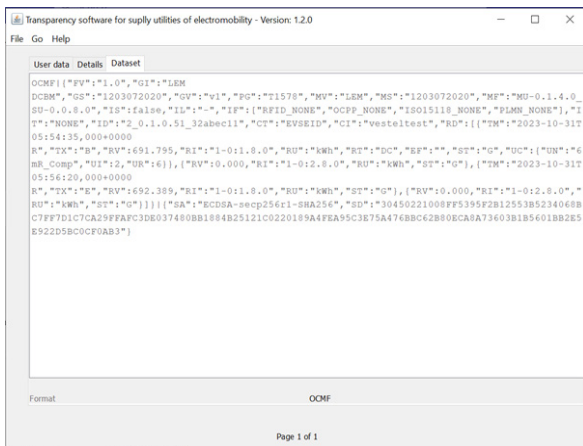 Transparency software for suplly utilities of electromobility - Version: 1.2.0
File Go Help
User data Details Dataset
OCMF|{"FV":"1.0","GI":"LEM
DCBM","GS":"1203072020","GV":"v1","PG":"T1578","MV":"LEM","MS":"1203072020","MF":"MU-0.1.4.0_
SU-0.0.8.0","IS":false,"IL":"-","IF":["RFID_NONE","OCPP_NONE","ISO15118_NONE","PLMN_NONE"],"I
T":"NONE","ID":"2_0.1.0.51_32abec11","CT":"EVSEID","CI":"vesteltest","RD":[{"TM":"2023-10-31T
05:54:35,000+0000
R","TX":"B","RV":691.795,"RI":"1-0:1.8.0","RU":"kWh","RT":"DC","EF":"","ST":"G","UC":{"UN":"6
mR_Comp","UI":2,"UR":6}},{"RV":0.000,"RI":"1-0:2.8.0","RU":"kWh","ST":"G"},{"TM":"2023-10-31T
05:56:20,000+0000
R","TX":"E","RV":692.389,"RI":"1-0:1.8.0","RU":"kWh","ST":"G"},{"RV":0.000,"RI":"1-0:2.8.0","
RU":"kWh","ST":"G"}]}|{"SA":"ECDSA-secp256r1-SHA256","SD":"30450221008FF5395F2B12553B5234068B
C7FF7D1C7CA29FFAFC3DE037480BB1884B25121C0220189A4FEA95C3E75A476BBC62B80ECA8A73603B1B5601BB2E5
E922D5BC0CF0AB3"}
Format OCMF
Page 1 of 1